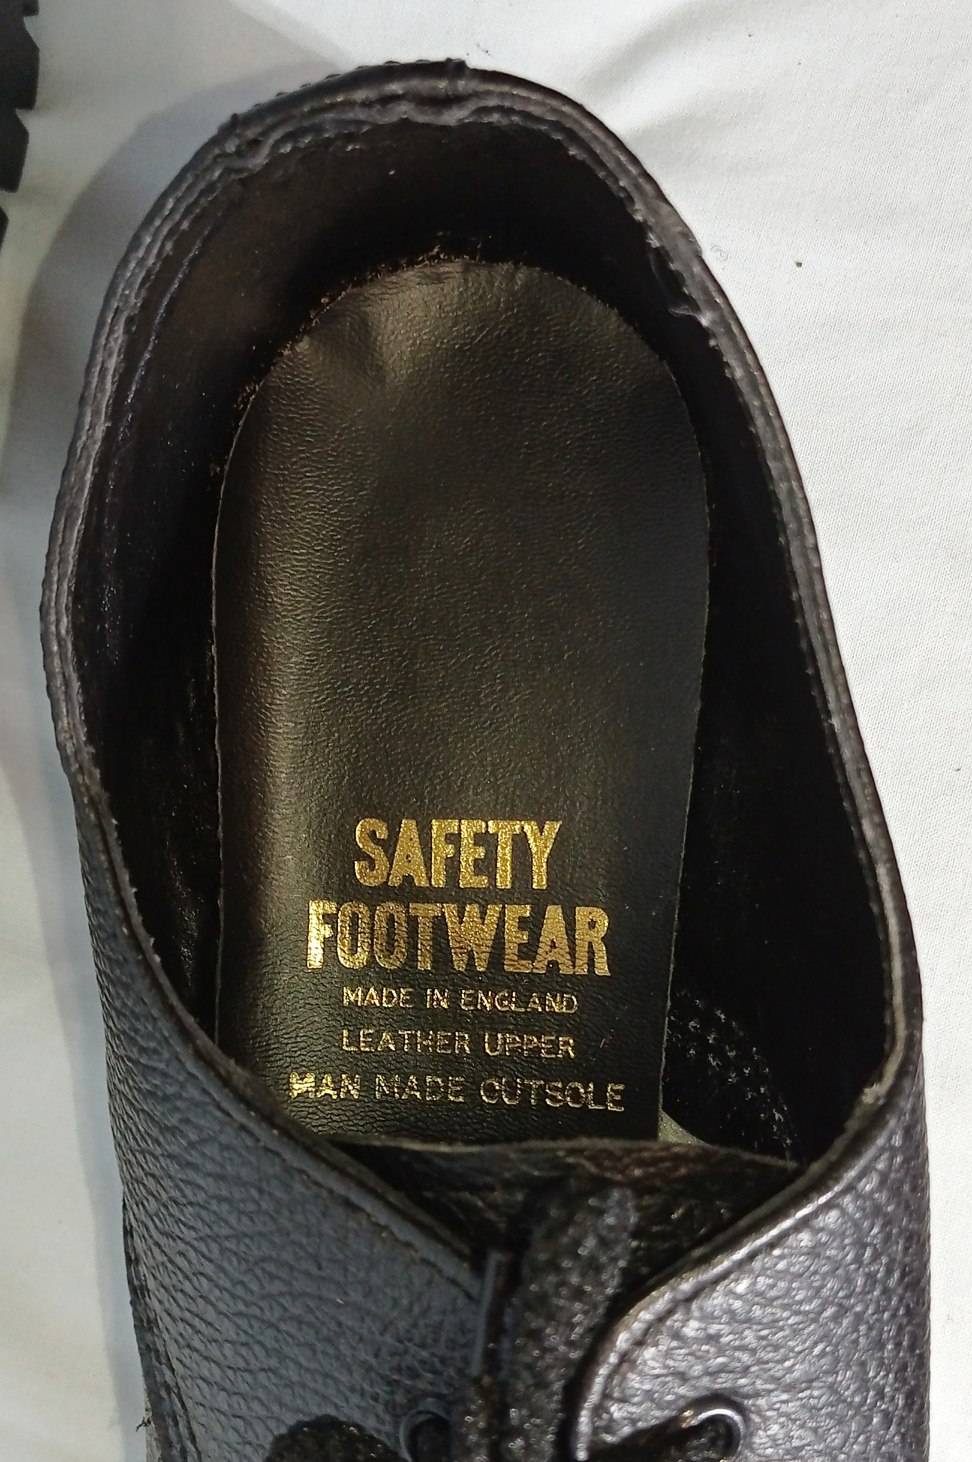 SAFETY
FOOTWEAR
MADE IN ENGLAND
LEATHER UPPER
MAN MADE OUTSOLE